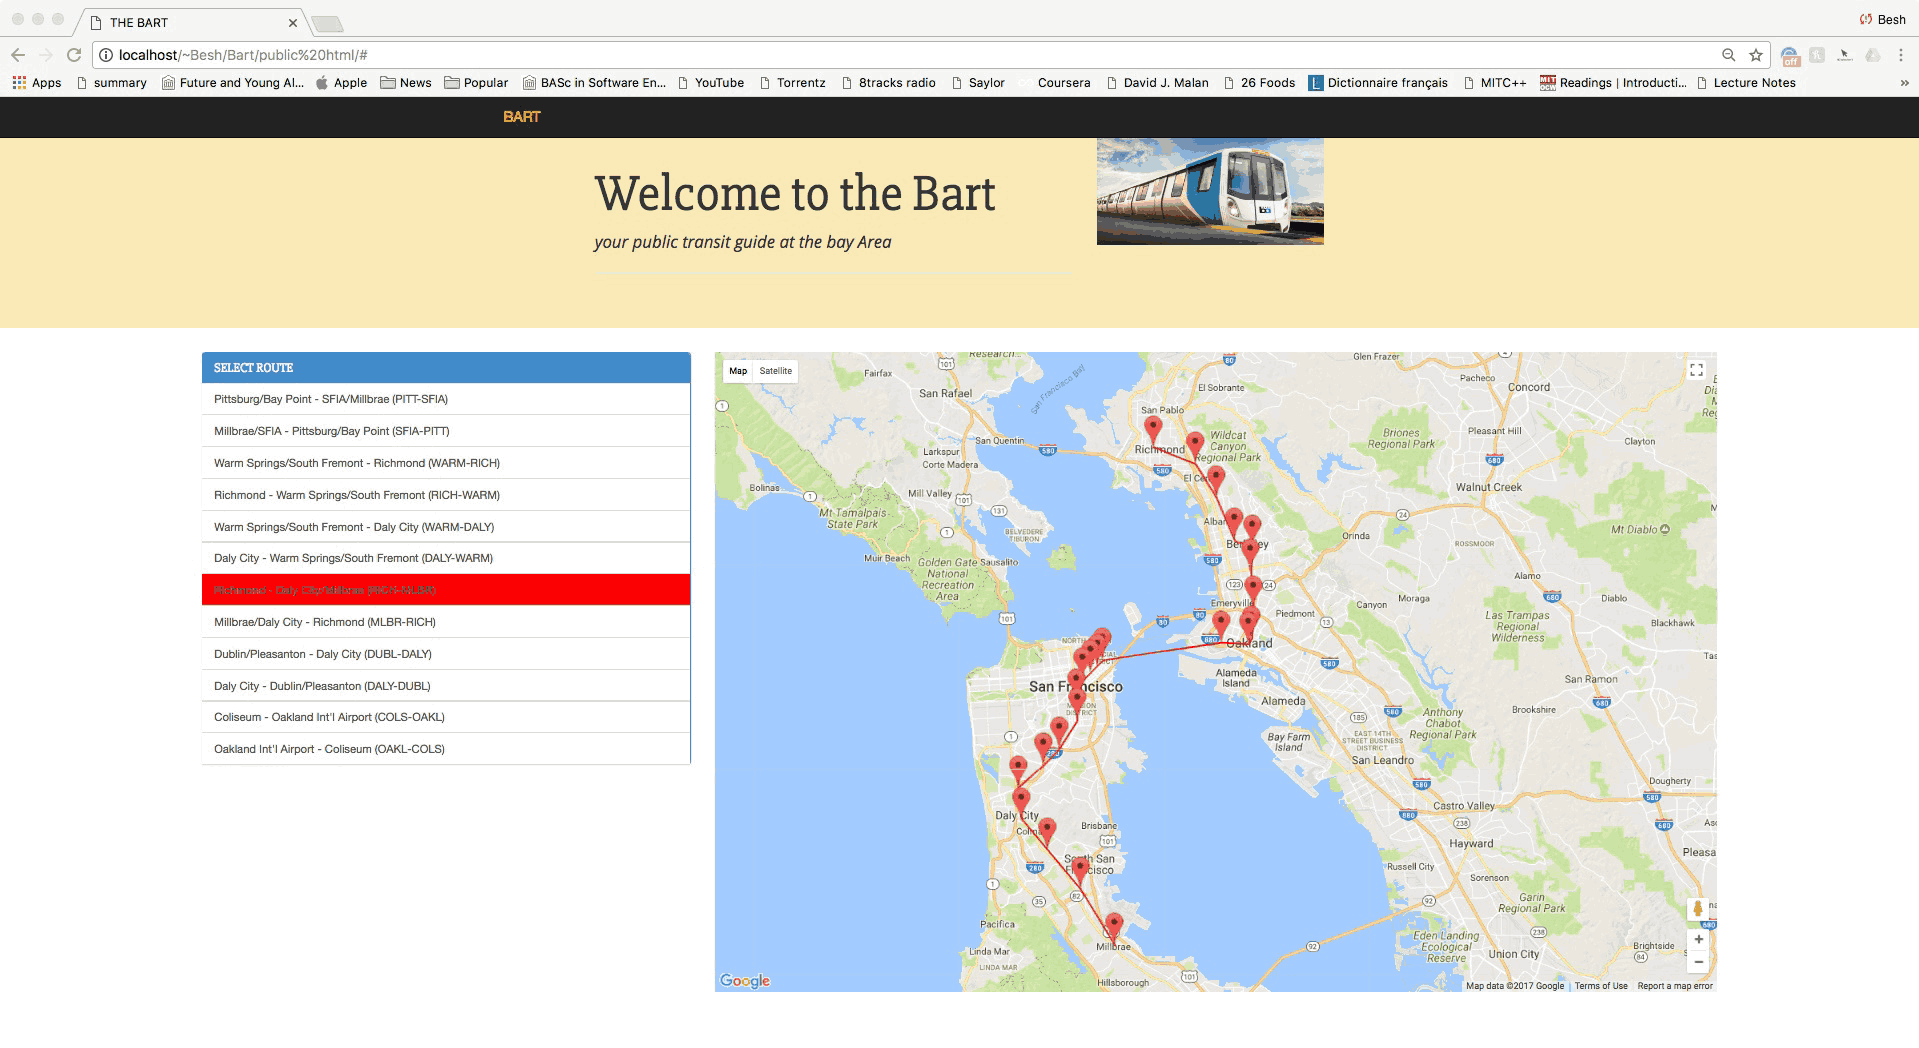 THE BART
Besh
localhost/~Besh/Bart/public%20html/#
off
Apps summary Future and Young Al... Apple News Popular BASc in Software En... YouTube Torrentz 8tracks radio Saylor Coursera David J. Malan 26 Foods Dictionnaire français MITC++ Readings | Introducti... Lecture Notes »
BART
Welcome to the Bart
your public transit guide at the bay Area
SELECT ROUTE
Pittsburg/Bay Point - SFIA/Millbrae (PITT-SFIA)
Millbrae/SFIA - Pittsburg/Bay Point (SFIA-PITT)
Warm Springs/South Fremont - Richmond (WARM-RICH)
Richmond - Warm Springs/South Fremont (RICH-WARM)
Warm Springs/South Fremont - Daly City (WARM-DALY)
Daly City - Warm Springs/South Fremont (DALY-WARM)
Richmond - Daly City/Millbrae (RICH-MLBR)
Millbrae/Daly City - Richmond (MLBR-RICH)
Dublin/Pleasanton - Daly City (DUBL-DALY)
Daly City - Dublin/Pleasanton (DALY-DUBL)
Coliseum - Oakland Int'l Airport (COLS-OAKL)
Oakland Int'l Airport - Coliseum (OAKL-COLS)
Map Satellite
Research...
Glen Frazer
Fairfax
San Rafael
San Francisco Bay
El Sobrante
Pacheco
Concord
San Pablo
San Quentin
Richmond
Wildcat
Canyon
Regional Park
Briones
Regional Park
Pleasant Hill
Clayton
Larkspur
Corte Madera
Bolinas
Mill Valley
Walnut Creek
Mt Tamalpais
State Park
BELVEDERE
TIBURON
Orinda
ROSSMOOR
Mt Diablo
Muir Beach
Golden Gate
National
Recreation
Area
Sausalito
Alamo
Diablo
Emeryville
Piedmont
Canyon
Moraga
Las Trampas
Regional
Wilderness
Blackhawk
Oakland
San Francisco
Alameda
Island
Alameda
San Ramon
Anthony
Chabot
Regional Park
Brookshire
EAST 14TH
STREET BUSINESS
DISTRICT
Bay Farm
Island
San Leandro
Dougherty
Daly City
Brisbane
Castro Valley
Hayward
Russell City
Sorenson
Garin
Regional Park
Pacifica
Millbrae
Linda Mar
LINDA MAR
Eden Landing
Ecological
Reserve
Union City
Brightside
Hillsborough
Google
Map data ©2017 Google Terms of Use Report a map error